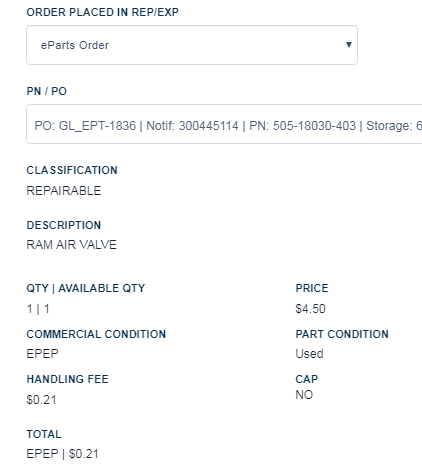 ORDER PLACED IN REP/EXP
eParts Order
PN / PO
PO: GL_EPT-1836 | Notif: 300445114 | PN: 505-18030-403 | Storage: 6
CLASSIFICATION
REPAIRABLE
DESCRIPTION
RAM AIR VALVE
QTY | AVAILABLE QTY
1 | 1
PRICE
$4.50
COMMERCIAL CONDITION
EPEP
PART CONDITION
Used
HANDLING FEE
$0.21
CAP
NO
TOTAL
EPEP | $0.21